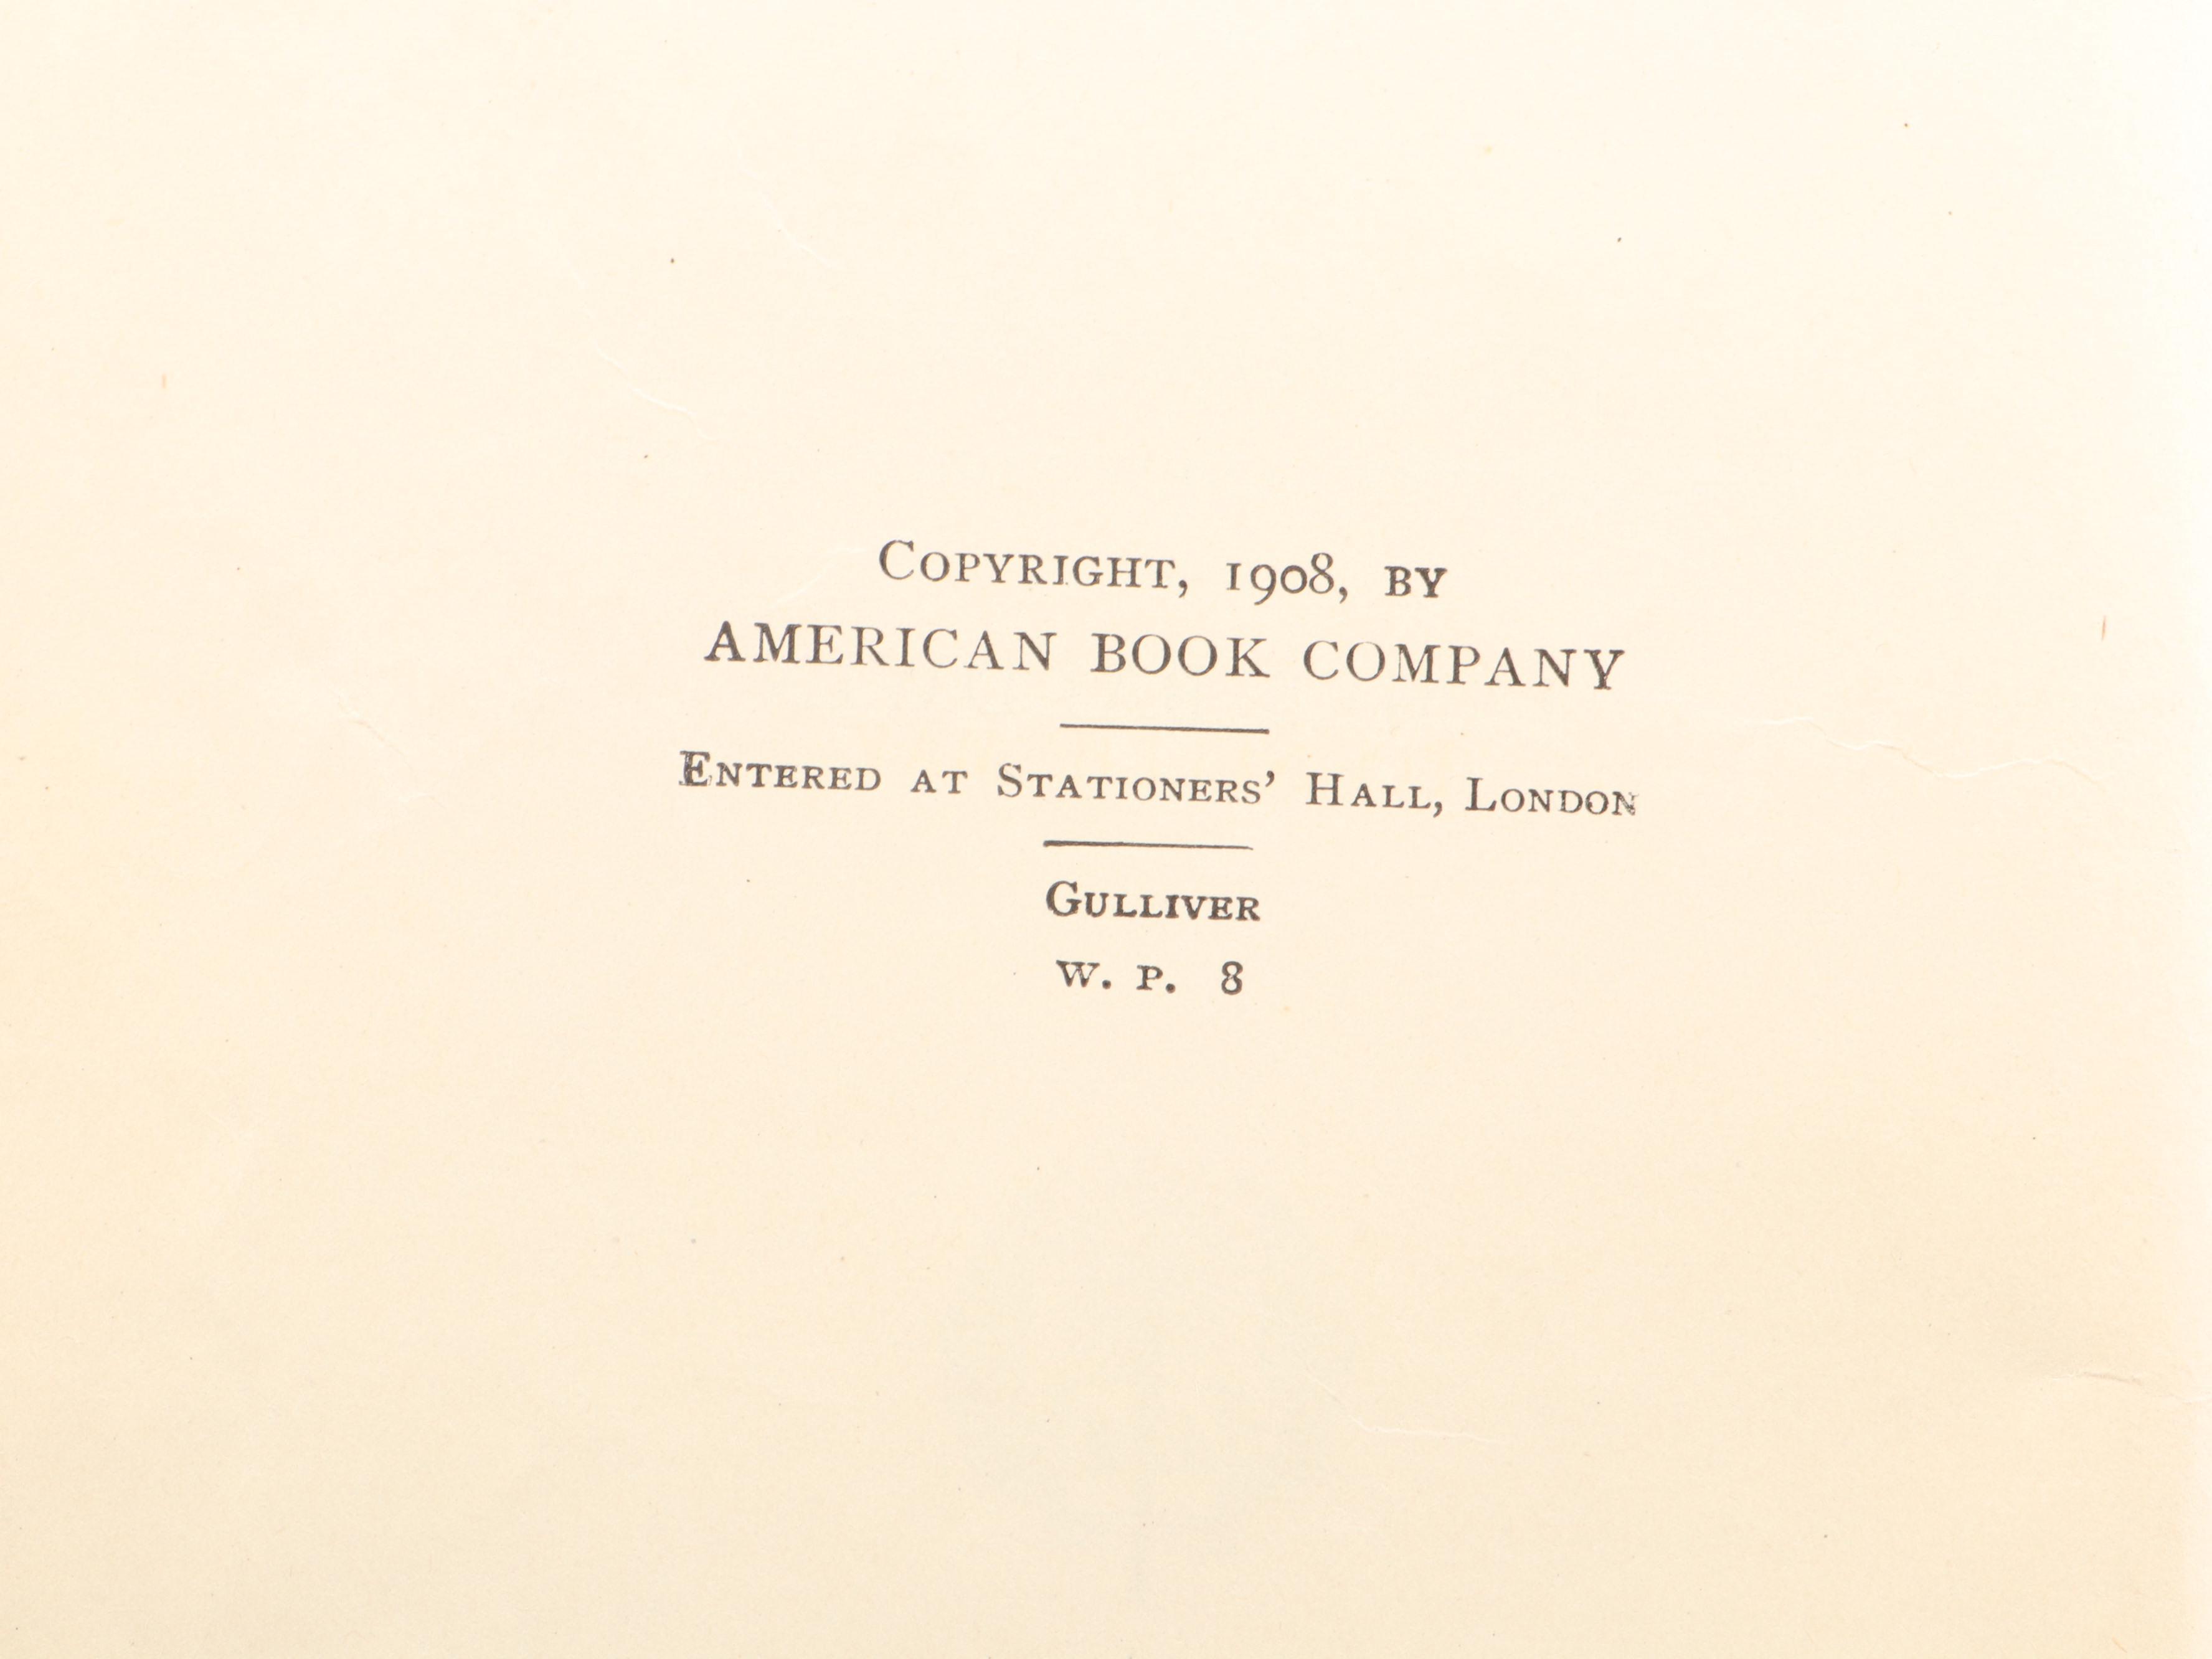 Copyright, 1908, by
AMERICAN BOOK COMPANY
Entered at Stationers’ Hall, London
Gulliver
W. P. 8